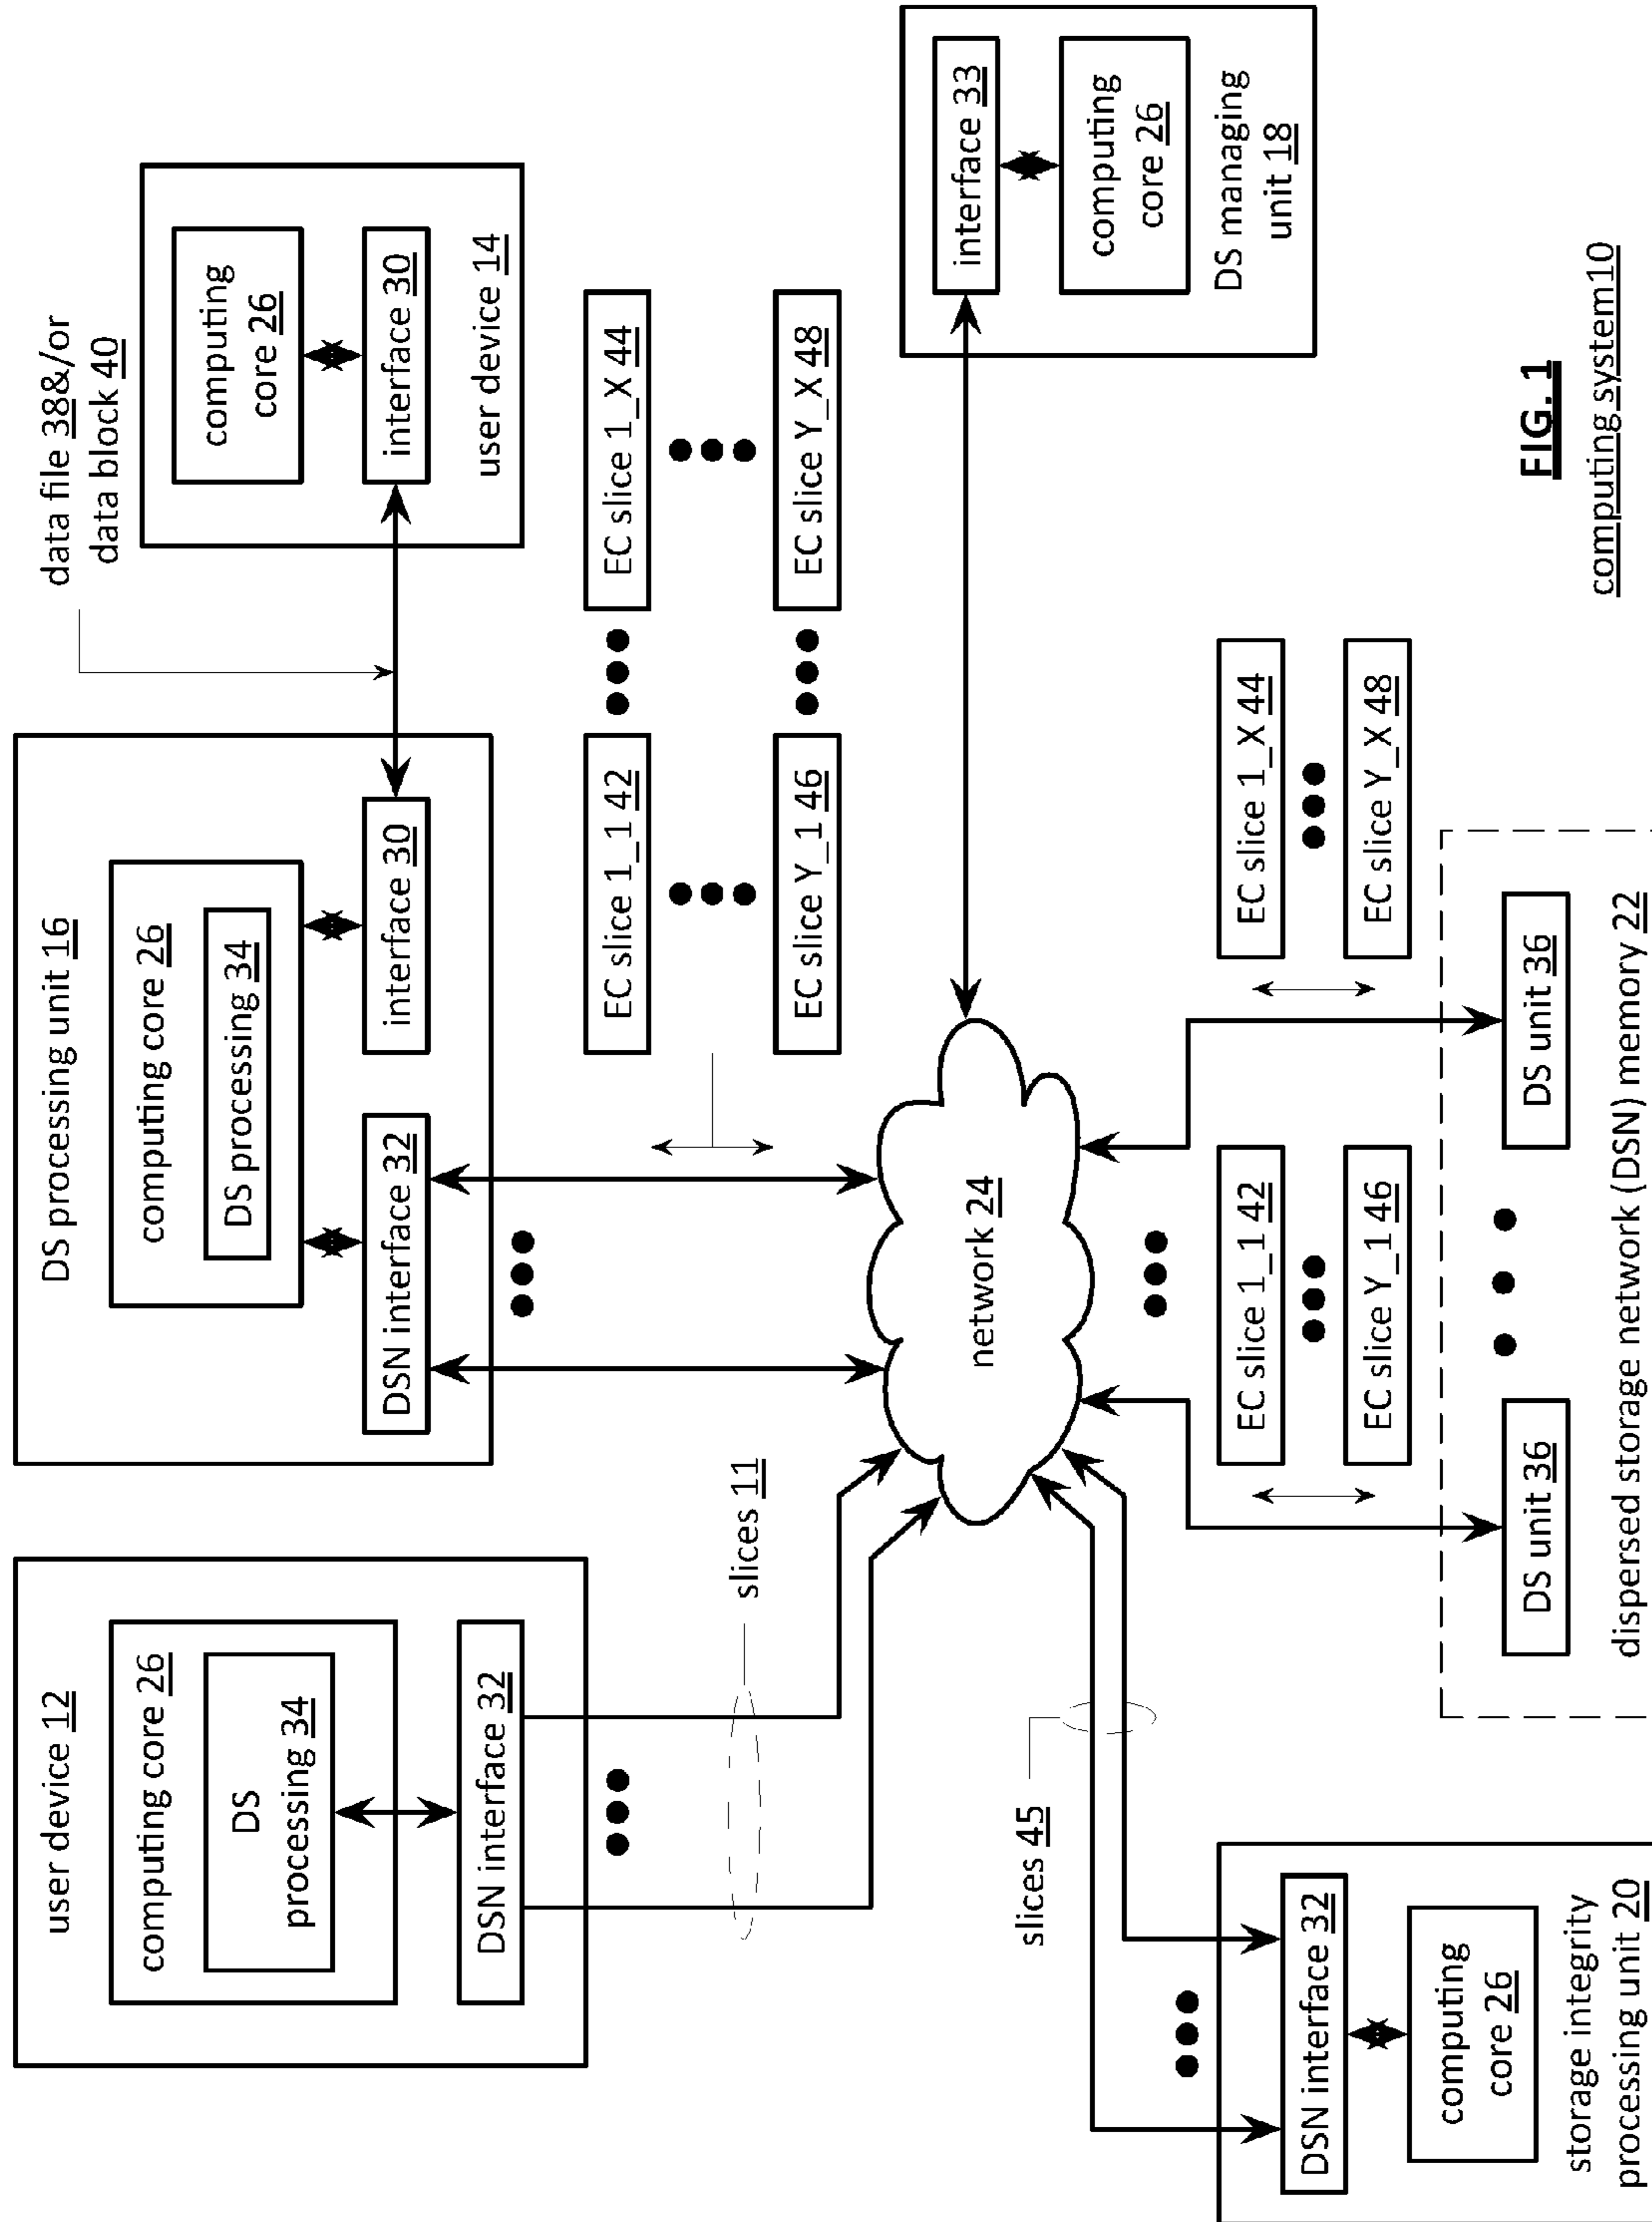 user device 12
computing core 26
DS
processing 34
DSN interface 32
slices 11
DS processing unit 16
computing core 26
DS processing 34
DSN interface 32
interface 30
data file 38&/or
data block 40
computing
core 26
interface 30
user device 14
EC slice 1_1 42
EC slice 1_X 44
EC slice Y_1 46
EC slice Y_X 48
network 24
interface 33
computing
core 26
DS managing
unit 18
slices 45
DSN interface 32
computing
core 26
storage integrity
processing unit 20
EC slice 1_1 42
EC slice Y_1 46
EC slice 1_X 44
EC slice Y_X 48
DS unit 36
DS unit 36
dispersed storage network (DSN) memory 22
FIG. 1
computing system10